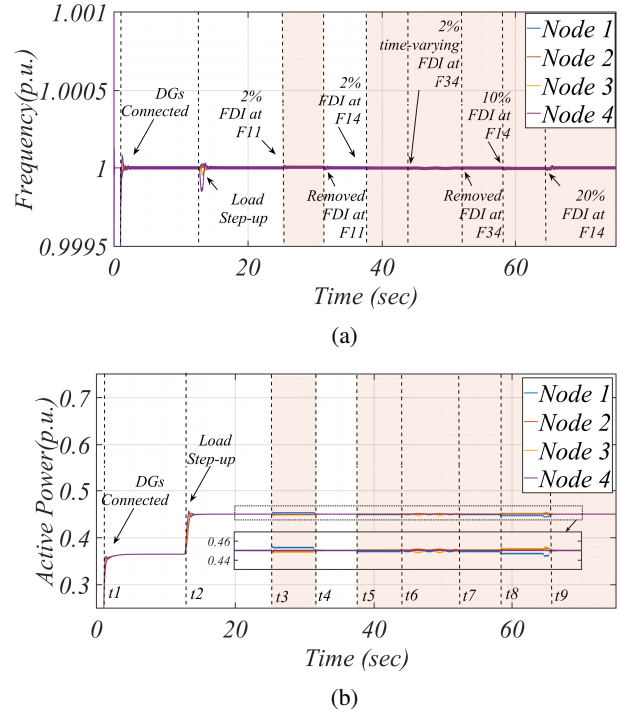 1.001
1.0005
1
0.9995
Frequency(p.u.)
DGs
Connected
Load
Step-up
2%
FDI at
F11
Removed
FDI at
F11
2%
FDI at
F14
2%
time-varying
FDI at
F34
Removed
FDI at
F34
10%
FDI at
F14
20%
FDI at
F14
Node 1
Node 2
Node 3
Node 4
0
20
40
60
Time (sec)
(a)
0.7
0.6
0.5
0.4
0.3
Active Power(p.u.)
DGs
Connected
Load
Step-up
Node 1
Node 2
Node 3
Node 4
0.46
0.44
t1
t2
t3
t4
t5
t6
t7
t8
t9
0
20
40
60
Time (sec)
(b)